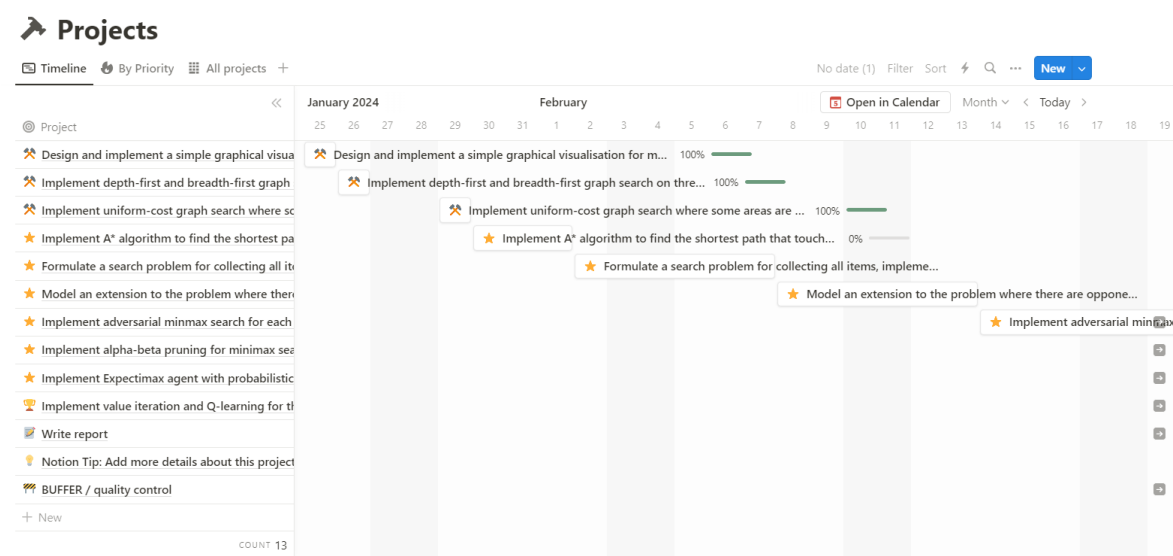 Projects
Timeline By Priority All projects
No date (1) Filter Sort New
January 2024 February Open in Calendar Month Today
Project
25 26 27 28 29 30 31 1 2 3 4 5 6 7 8 9 10 11 12 13 14 15 16 17 18 19
Design and implement a simple graphical visua
Design and implement a simple graphical visualisation for m... 100%
Implement depth-first and breadth-first graph
Implement depth-first and breadth-first graph search on thre... 100%
Implement uniform-cost graph search where sc
Implement uniform-cost graph search where some areas are ... 100%
Implement A* algorithm to find the shortest pa
Implement A* algorithm to find the shortest path that touch... 0%
Formulate a search problem for collecting all ite
Formulate a search problem for collecting all items, impleme...
Model an extension to the problem where there
Model an extension to the problem where there are oppone...
Implement adversarial minmax search for each
Implement adversarial minmax
Implement alpha-beta pruning for minimax sea
Implement Expectimax agent with probabilistic
Implement value iteration and Q-learning for th
Write report
Notion Tip: Add more details about this project
BUFFER / quality control
+ New
COUNT 13